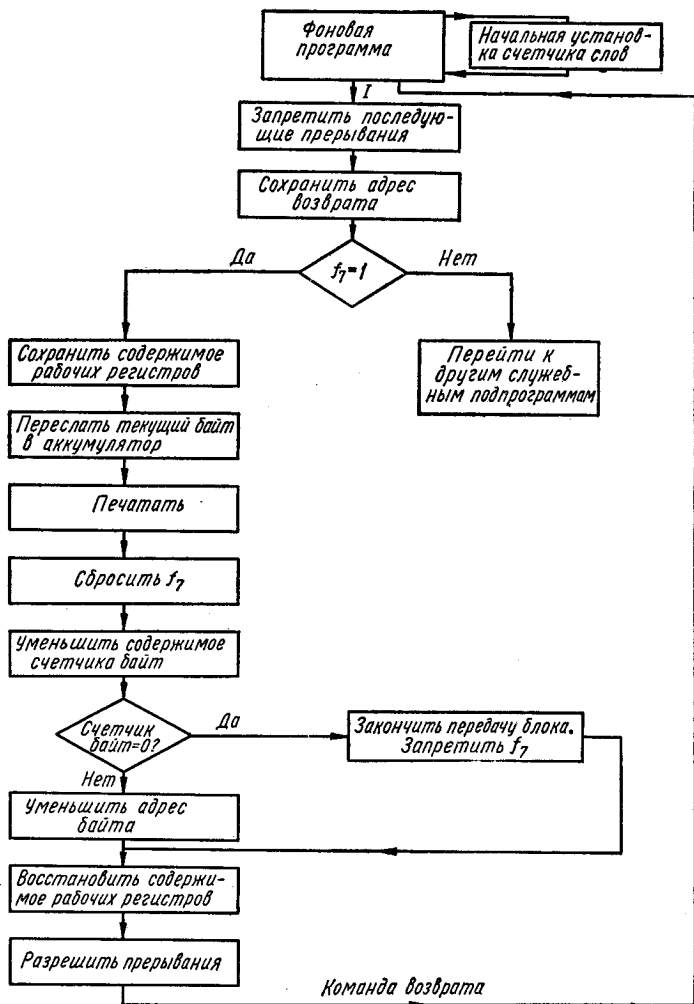 Фоновая
программа
Начальная установ-
ка счетчика слов
I
Запретить последую-
щие прерывания
Сохранить адрес
возврата
Да
f7=1
Нет
Сохранить содержимое
рабочих регистров
Перейти к
другим служеб-
ным подпрограммам
Переслать текущий байт
в аккумулятор
Печатать
Сбросить f7
Уменьшить содержимое
счетчика байт
Счетчик
байт=0?
Да
Закончить передачу блока.
Запретить f7
Нет
Уменьшить адрес
байта
Восстановить содержи-
мое рабочих регистров
Разрешить прерывания
Команда возврата